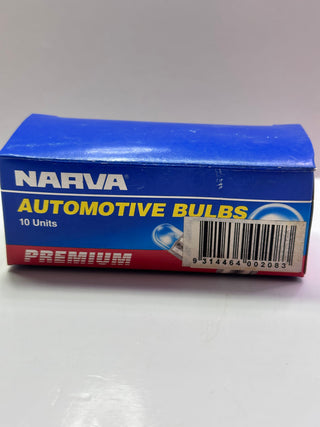 NARVA
AUTOMOTIVE BULBS
10 Units
PREMIUM
9 314464 002083